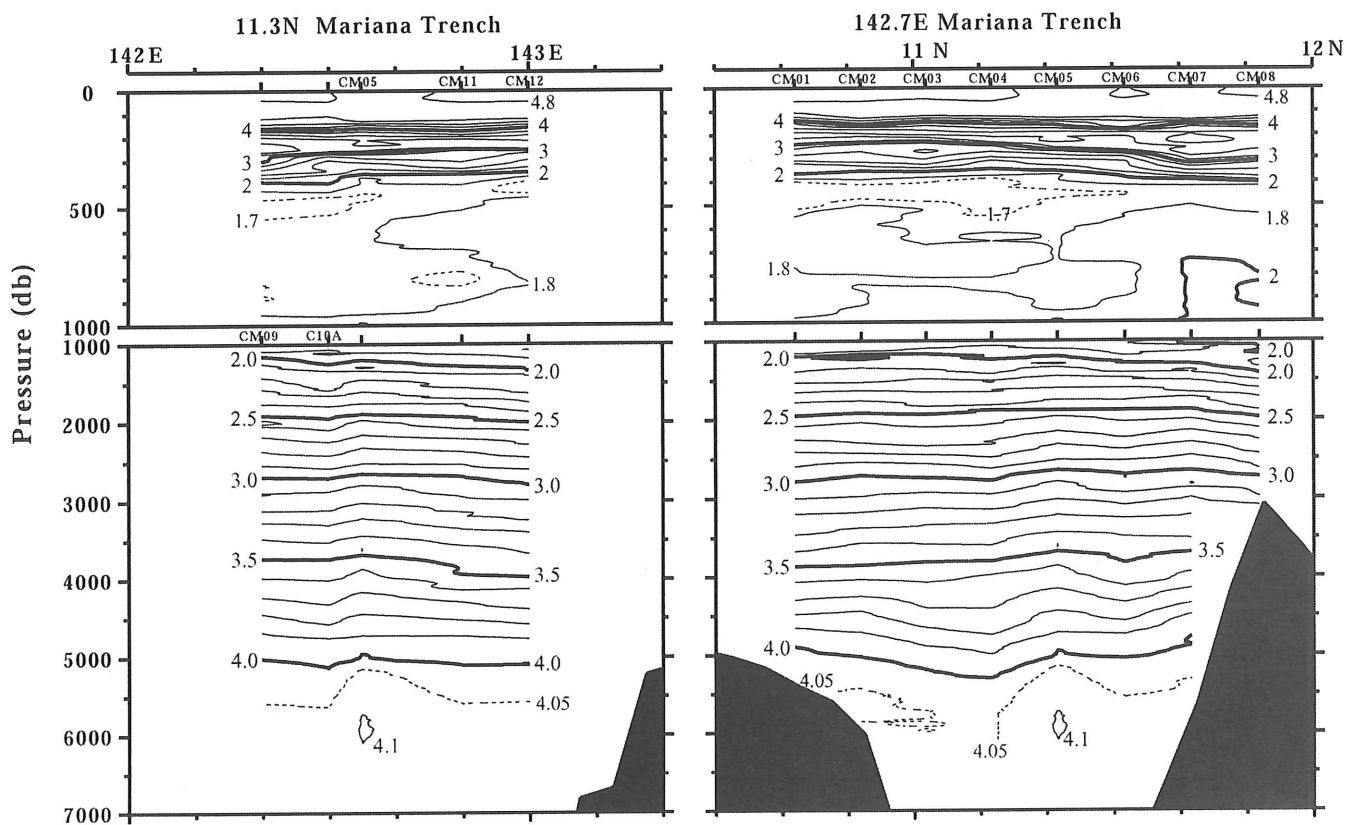 11.3N Mariana Trench
142E 143E
CM05 CM11 CM12
142.7E Mariana Trench
11 N 12 N
CM01 CM02 CM03 CM04 CM05 CM06 CM07 CM08
Pressure (db)
0
500
1000
4 3 2 1.7
4.8 4 3 2 1.8
4 3 2 1.7 1.8
4.8 4 3 2 1.8 2
CM09 C10A
1000
2000
3000
4000
5000
6000
7000
2.0 2.5 3.0 3.5 4.0
2.0 2.5 3.0 3.5 4.0 4.05 4.1
2.0 2.5 3.0 3.5 4.0 4.05
2.0 2.0 2.5 3.0 3.5 4.05 4.1